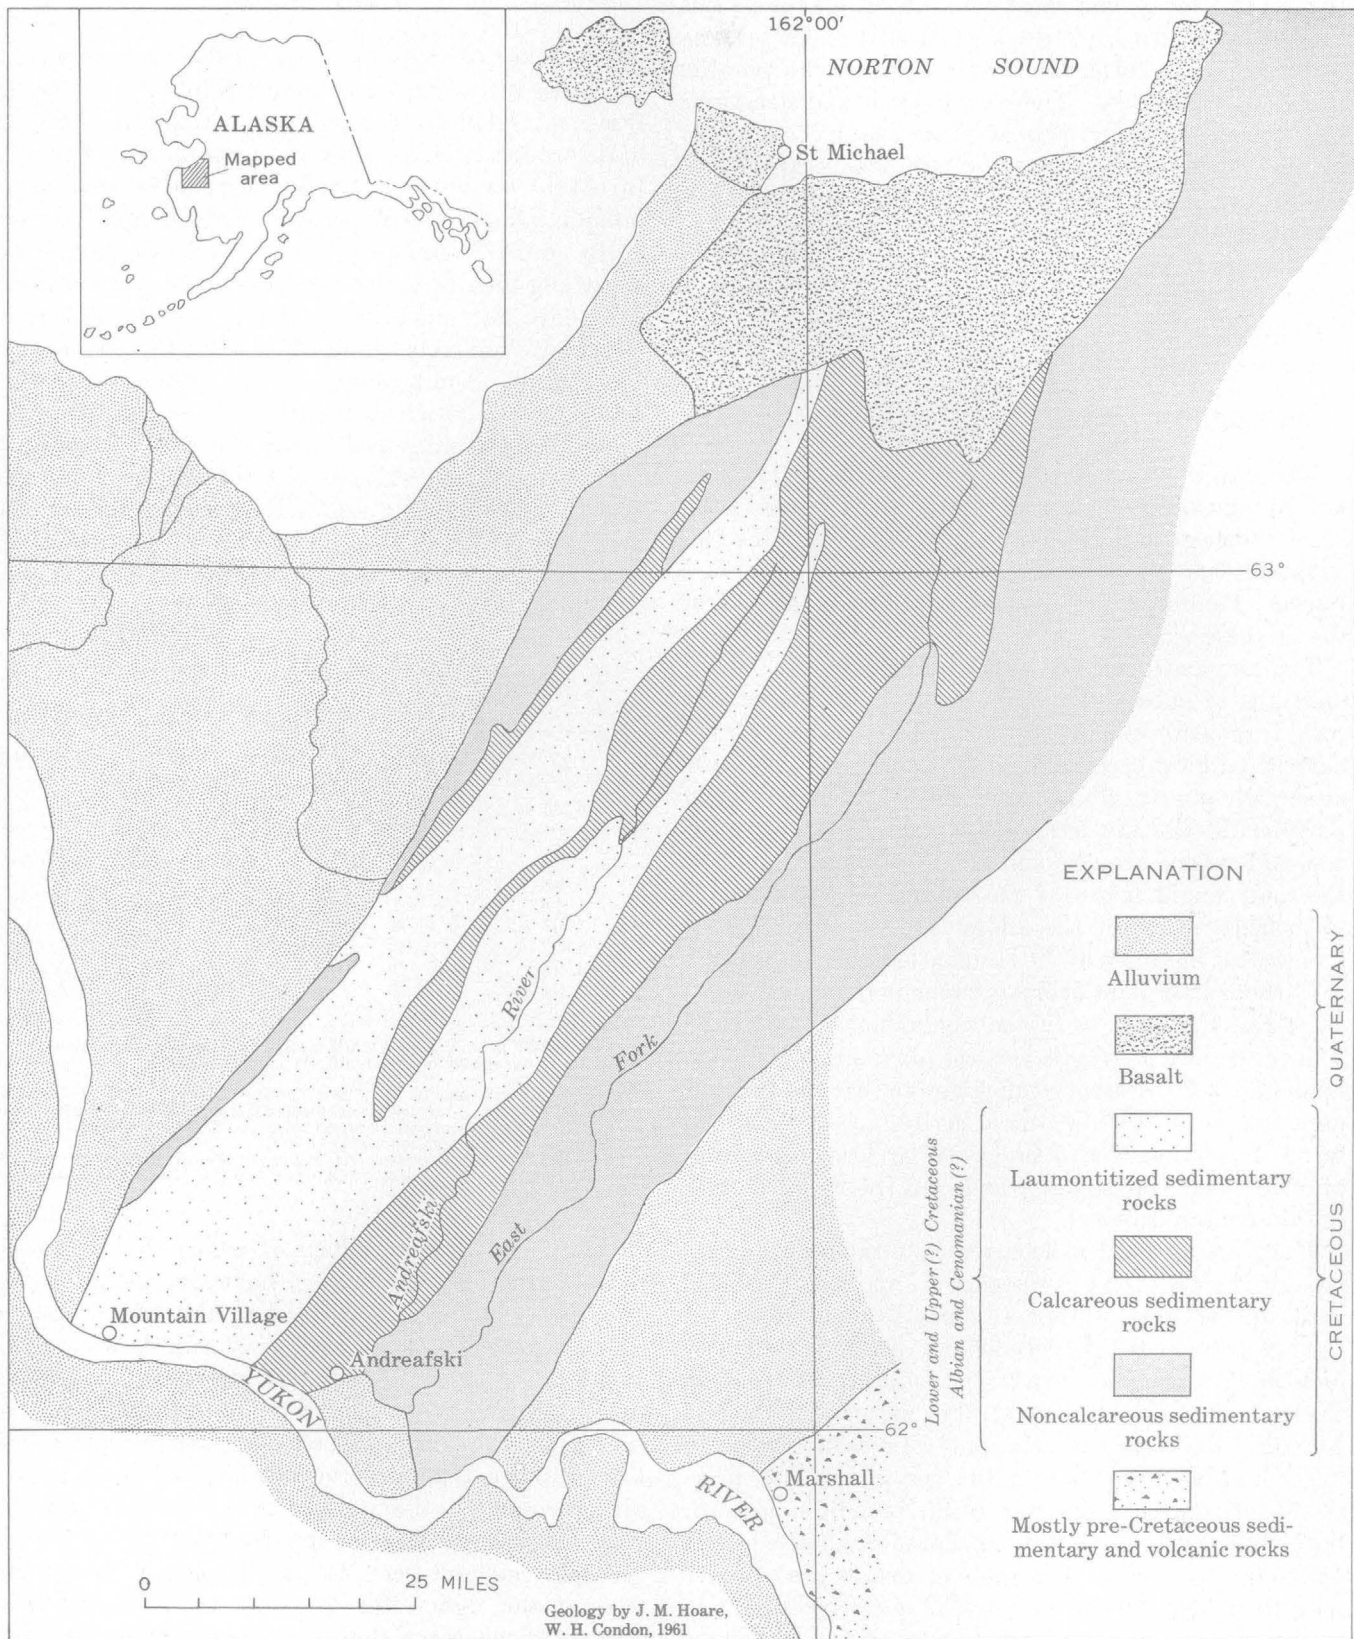 162°00′
NORTON SOUND
ALASKA
Mapped
area
St Michael
63°
River
Fork
Andreafski
East
Mountain Village
Andreafski
YUKON
62°
RIVER
Marshall
EXPLANATION
Alluvium
Basalt
QUATERNARY
Laumontitized sedimentary
rocks
Calcareous sedimentary
rocks
Noncalcareous sedimentary
rocks
Lower and Upper (?) Cretaceous
Albian and Cenomanian (?)
CRETACEOUS
Mostly pre-Cretaceous sedi-
mentary and volcanic rocks
0 25 MILES
Geology by J. M. Hoare,
W. H. Condon, 1961